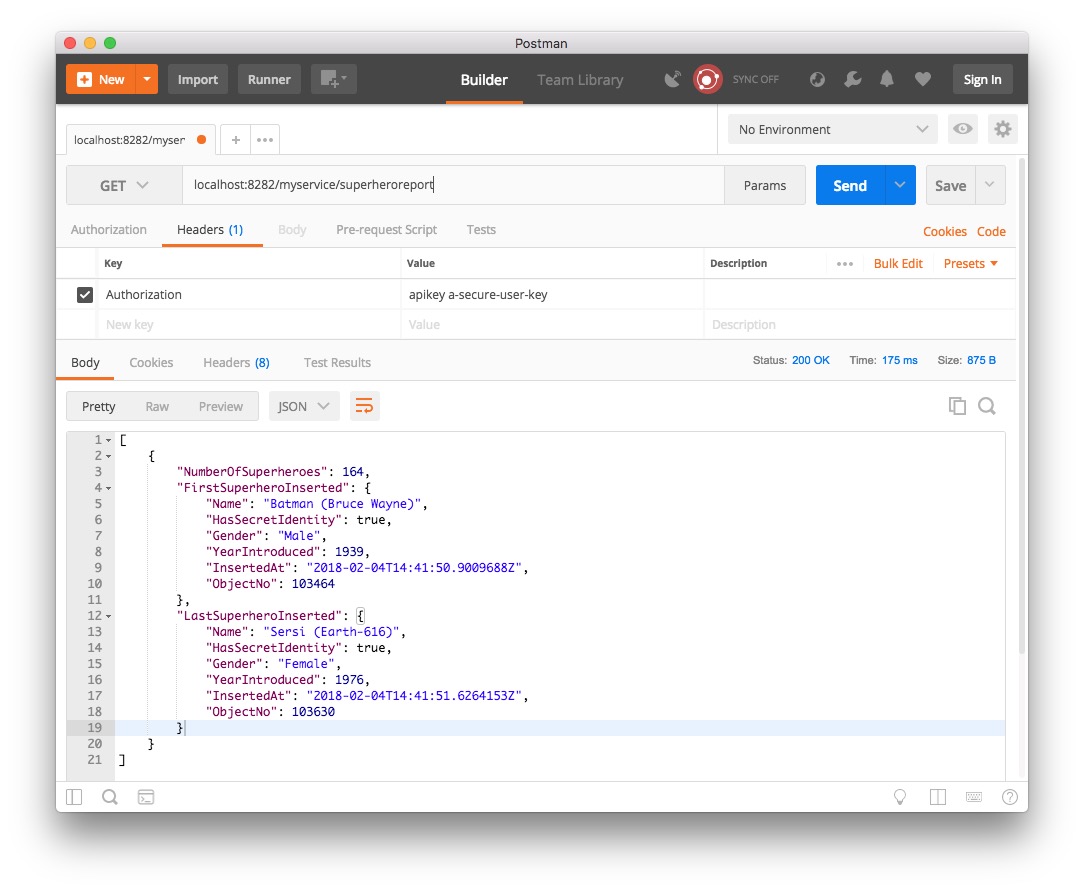 Postman
New Import Runner Builder Team Library SYNC OFF Sign In
localhost:8282/myser + ••• No Environment
GET localhost:8282/myservice/superheroreport Params Send Save
Authorization Headers (1) Body Pre-request Script Tests Cookies Code
Key Value Description ••• Bulk Edit Presets
Authorization apikey a-secure-user-key
New key Value Description
Body Cookies Headers (8) Test Results Status: 200 OK Time: 175 ms Size: 875 B
Pretty Raw Preview JSON
1 [
2 {
3 "NumberOfSuperheroes": 164,
4 "FirstSuperheroInserted": {
5 "Name": "Batman (Bruce Wayne)",
6 "HasSecretIdentity": true,
7 "Gender": "Male",
8 "YearIntroduced": 1939,
9 "InsertedAt": "2018-02-04T14:41:50.9009688Z",
10 "ObjectNo": 103464
11 },
12 "LastSuperheroInserted": {
13 "Name": "Sersi (Earth-616)",
14 "HasSecretIdentity": true,
15 "Gender": "Female",
16 "YearIntroduced": 1976,
17 "InsertedAt": "2018-02-04T14:41:51.6264153Z",
18 "ObjectNo": 103630
19 }
20 }
21 ]